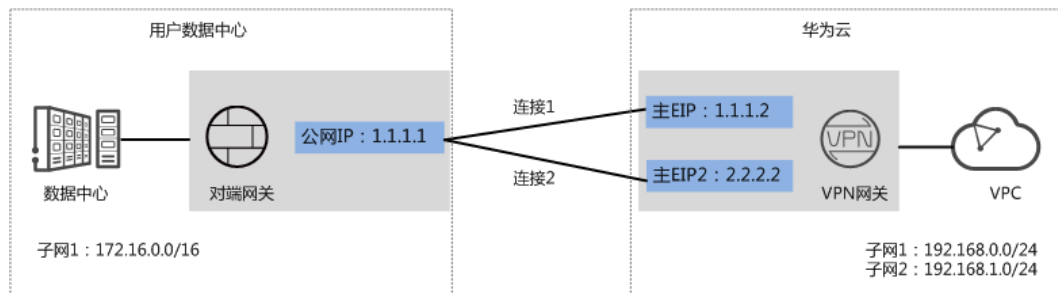 用户数据中心
华为云
连接1
主EIP：1.1.1.2
公网IP：1.1.1.1
VPN
连接2
主EIP2：2.2.2.2
数据中心
对端网关
VPN网关
VPC
子网1：172.16.0.0/16
子网1：192.168.0.0/24
子网2：192.168.1.0/24